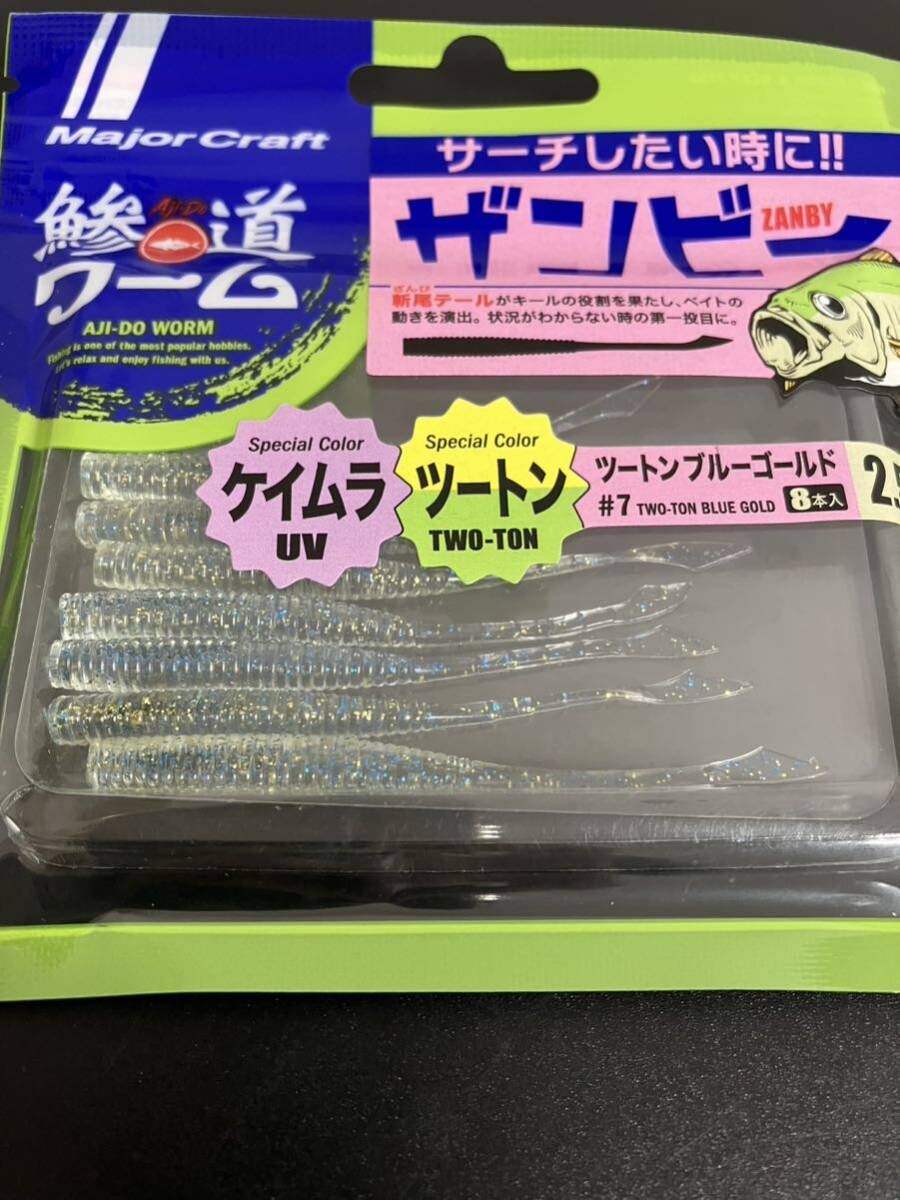 Major Craft
鯵道
Aji-Do
ワーム
AJI-DO WORM
Fishing is one of the most popular hobbies.
Let's relax and enjoy fishing with us.
サーチしたい時に!!
ザンビー
ZANBY
ざんび
斬尾テールがキールの役割を果たし、ベイトの
動きを演出。状況がわからない時の第一投目に。
Special Color
ケイムラ
UV
Special Color
ツートン
TWO-TON
ツートン ブルーゴールド
#7 TWO-TON BLUE GOLD 8本入